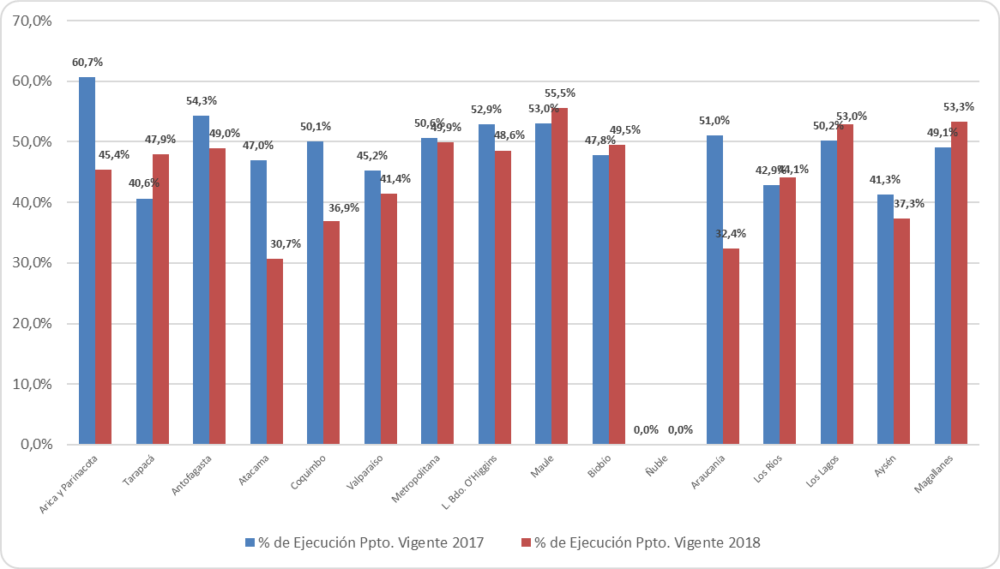 70,0%
60,0%
50,0%
40,0%
30,0%
20,0%
10,0%
0,0%
60,7%
45,4%
40,6%
47,9%
54,3%
49,0%
47,0%
30,7%
50,1%
36,9%
45,2%
41,4%
50,6%
49,9%
52,9%
48,6%
53,0%
55,5%
47,8%
49,5%
0,0%
0,0%
51,0%
32,4%
42,9%
44,1%
50,2%
53,0%
41,3%
37,3%
49,1%
53,3%
Arica y Parinacota
Tarapacá
Antofagasta
Atacama
Coquimbo
Valparaíso
Metropolitana
L. Bdo. O'Higgins
Maule
Biobío
Ñuble
Araucanía
Los Ríos
Los Lagos
Aysén
Magallanes
% de Ejecución Ppto. Vigente 2017
% de Ejecución Ppto. Vigente 2018